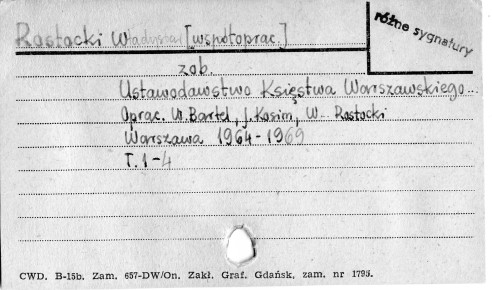 Rostocki Władysław [współoprac.]
różne sygnatury
zob.
Ustawodawstwo Księstwa Warszawskiego...
Oprac. W. Bartel, J. Kosim, W. Rostocki
Warszawa 1964-1969
T. 1-4
CWD. B-15b. Zam. 657-DW/On. Zakł. Graf. Gdańsk, zam. nr 1795.